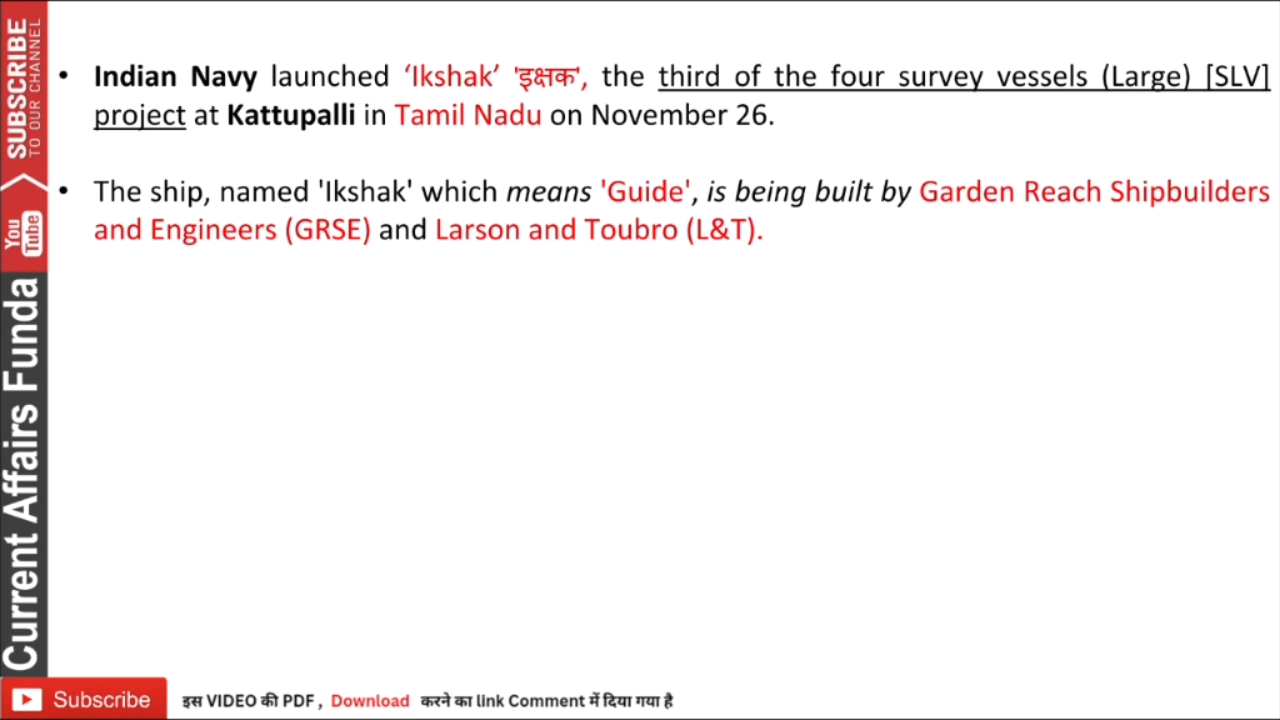 SUBSCRIBE
TO OUR CHANNEL
You
Tube
Current Affairs Funda
• Indian Navy launched ‘Ikshak’ 'इक्षक', the third of the four survey vessels (Large) [SLV]
project at Kattupalli in Tamil Nadu on November 26.
• The ship, named 'Ikshak' which means 'Guide', is being built by Garden Reach Shipbuilders
and Engineers (GRSE) and Larson and Toubro (L&T).
Subscribe
इस VIDEO की PDF , Download करने का link Comment में दिया गया है